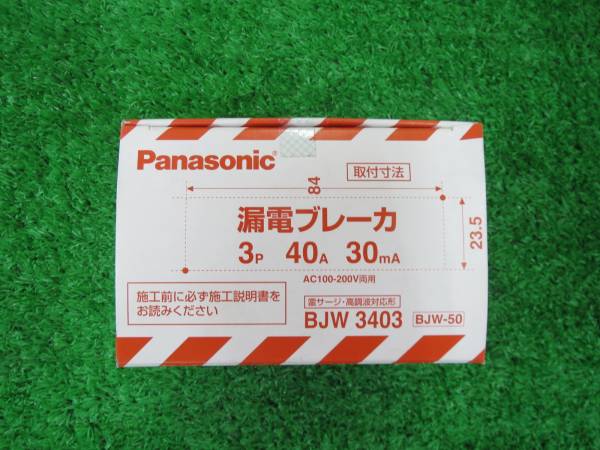 Panasonic®
取付寸法
84
23.5
漏電ブレーカ
3P 40A 30mA
AC100-200V両用
施工前に必ず施工説明書を
お読みください
雷サージ・高調波対応形
BJW 3403 BJW-50